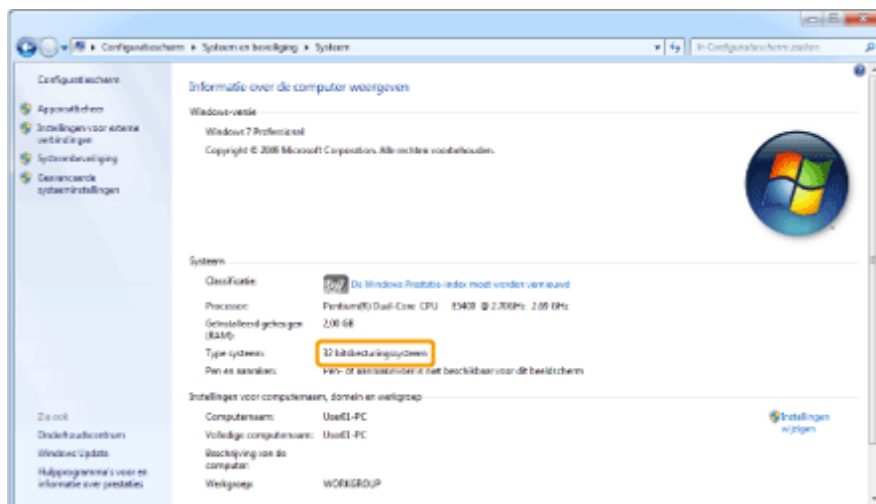 Configuratiescherm ▸ Systeem en beveiliging ▸ Systeem
In Configuratiescherm zoeken
Configuratiescherm
Apparaatbeheer
Instellingen voor externe
verbindingen
Systeembeveiliging
Geavanceerde
systeeminstellingen
Informatie over de computer weergeven
Windows-versie
Windows 7 Professional
Copyright © 2009 Microsoft Corporation. Alle rechten voorbehouden.
Systeem
Classificatie:
De Windows Prestatie-index moet worden vernieuwd
Processor: Pentium(R) Dual-Core CPU E5400 @ 2.70GHz 2.69 GHz
Geïnstalleerd geheugen 2,00 GB
(RAM):
Type systeem: 32 bitsbesturingssysteem
Pen en aanraken: Pen- of aanraakinvoer is niet beschikbaar voor dit beeldscherm
Instellingen voor computernaam, domein en werkgroep
Computernaam: User01-PC
Volledige computernaam: User01-PC
Beschrijving van de
computer:
Werkgroep: WORKGROUP
Instellingen
wijzigen
Zie ook
Onderhoudscentrum
Windows Update
Hulpprogramma's voor en
informatie over prestaties